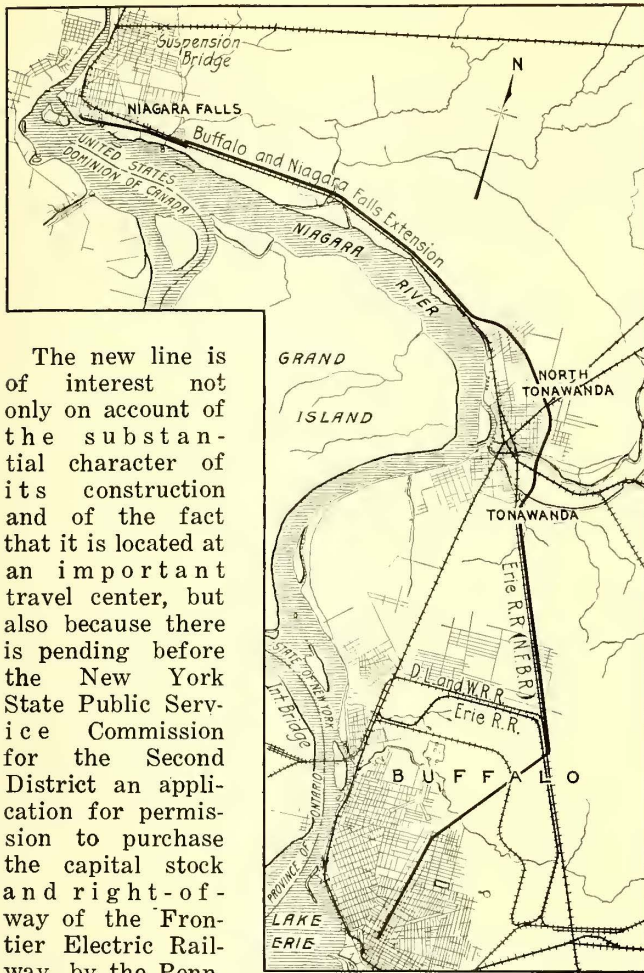 Suspension
Bridge
N
NIAGARA FALLS
UNITED STATES
DOMINION OF CANADA
Buffalo and Niagara Falls Extension
NIAGARA
RIVER
GRAND
ISLAND
NORTH
TONAWANDA
TONAWANDA
Erie R.R. (N.F.B.R.)
STATE OF NEW YORK
Int. Bridge
PROVINCE OF ONTARIO
D.L. and W.R.R.
Erie R.R.
BUFFALO
LAKE
ERIE
The new line is
of interest not
only on account of
the substan-
tial character of
its construction
and of the fact
that it is located at
an important
travel center, but
also because there
is pending before
the New York
State Public Serv-
ice Commission
for the Second
District an appli-
cation for permis-
sion to purchase
the capital stock
and right-of-
way of the Fron-
tier Electric Rail-
way by the Penn-